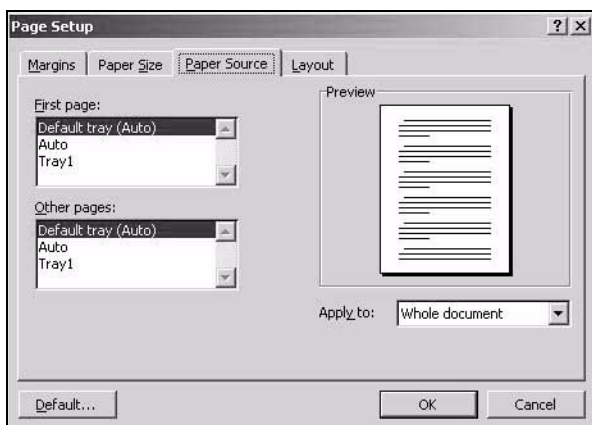 Page Setup
Margins Paper Size Paper Source Layout
First page:
Default tray (Auto)
Auto
Tray1
Other pages:
Default tray (Auto)
Auto
Tray1
Preview
Apply to: Whole document
Default... OK Cancel